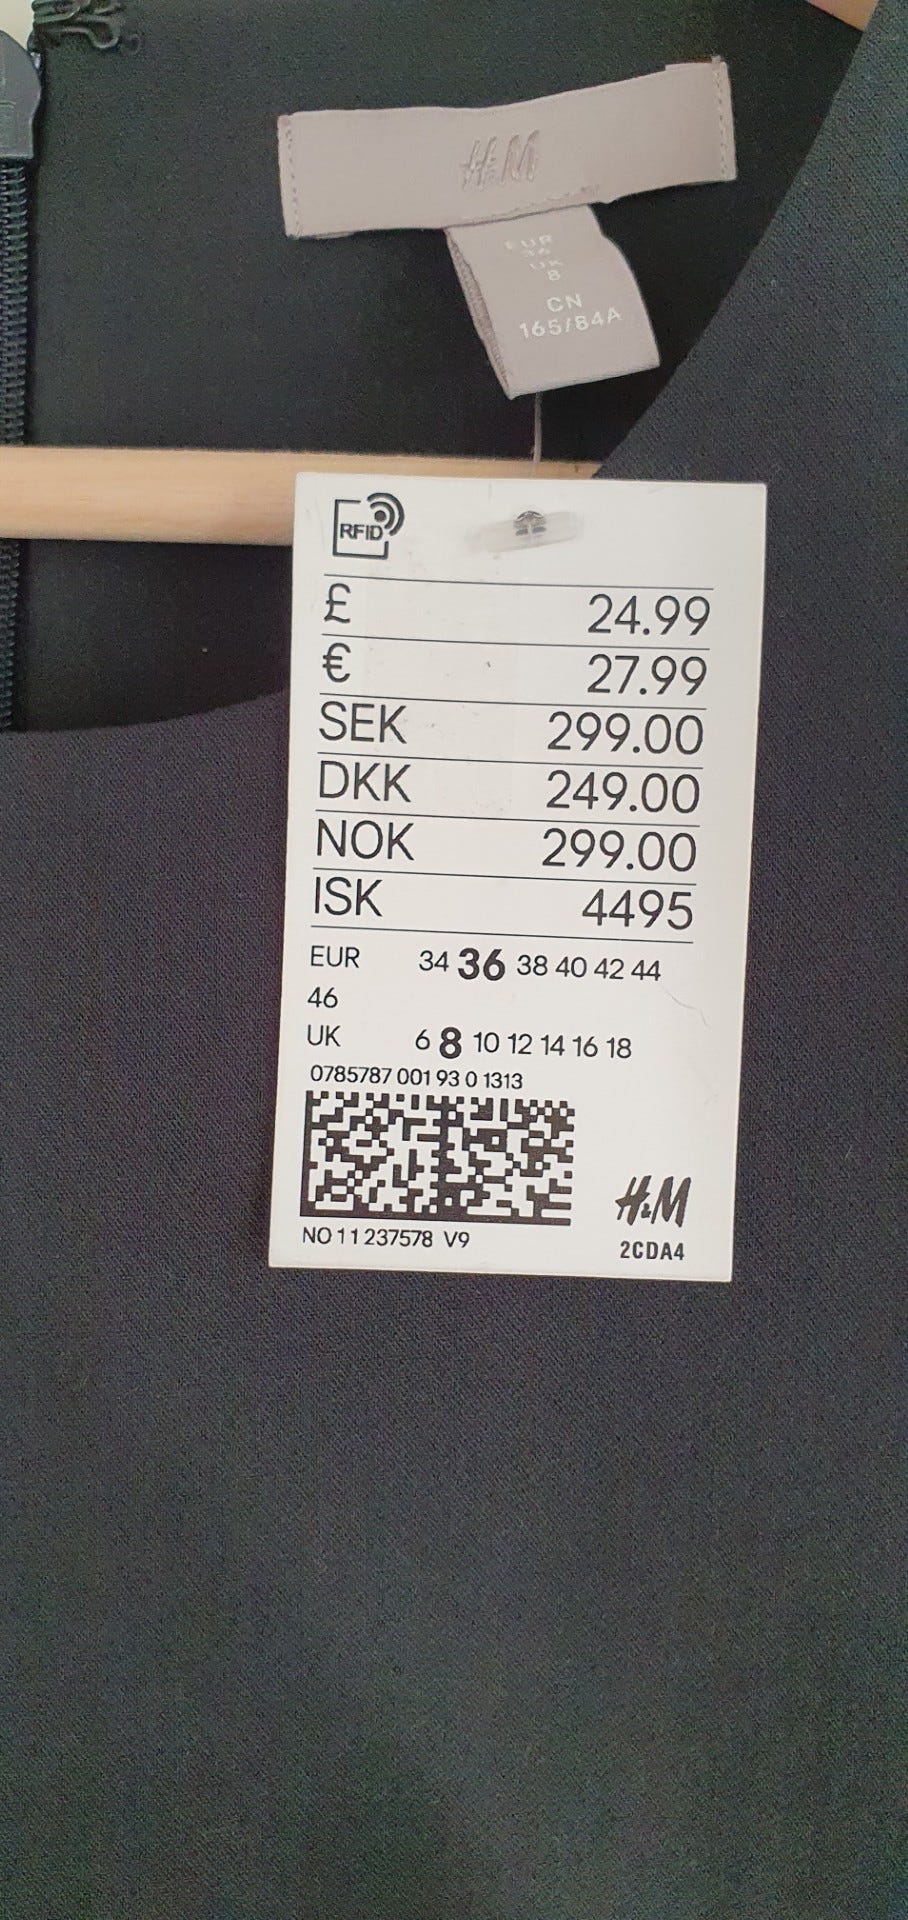 H&M
EUR
36
UK
8
CN
165/84A
RFID
£ 24.99
€ 27.99
SEK 299.00
DKK 249.00
NOK 299.00
ISK 4495
EUR 34 36 38 40 42 44
46
UK 6 8 10 12 14 16 18
0785787 001 93 0 1313
NO 11 237578 V9
H&M
2CDA4